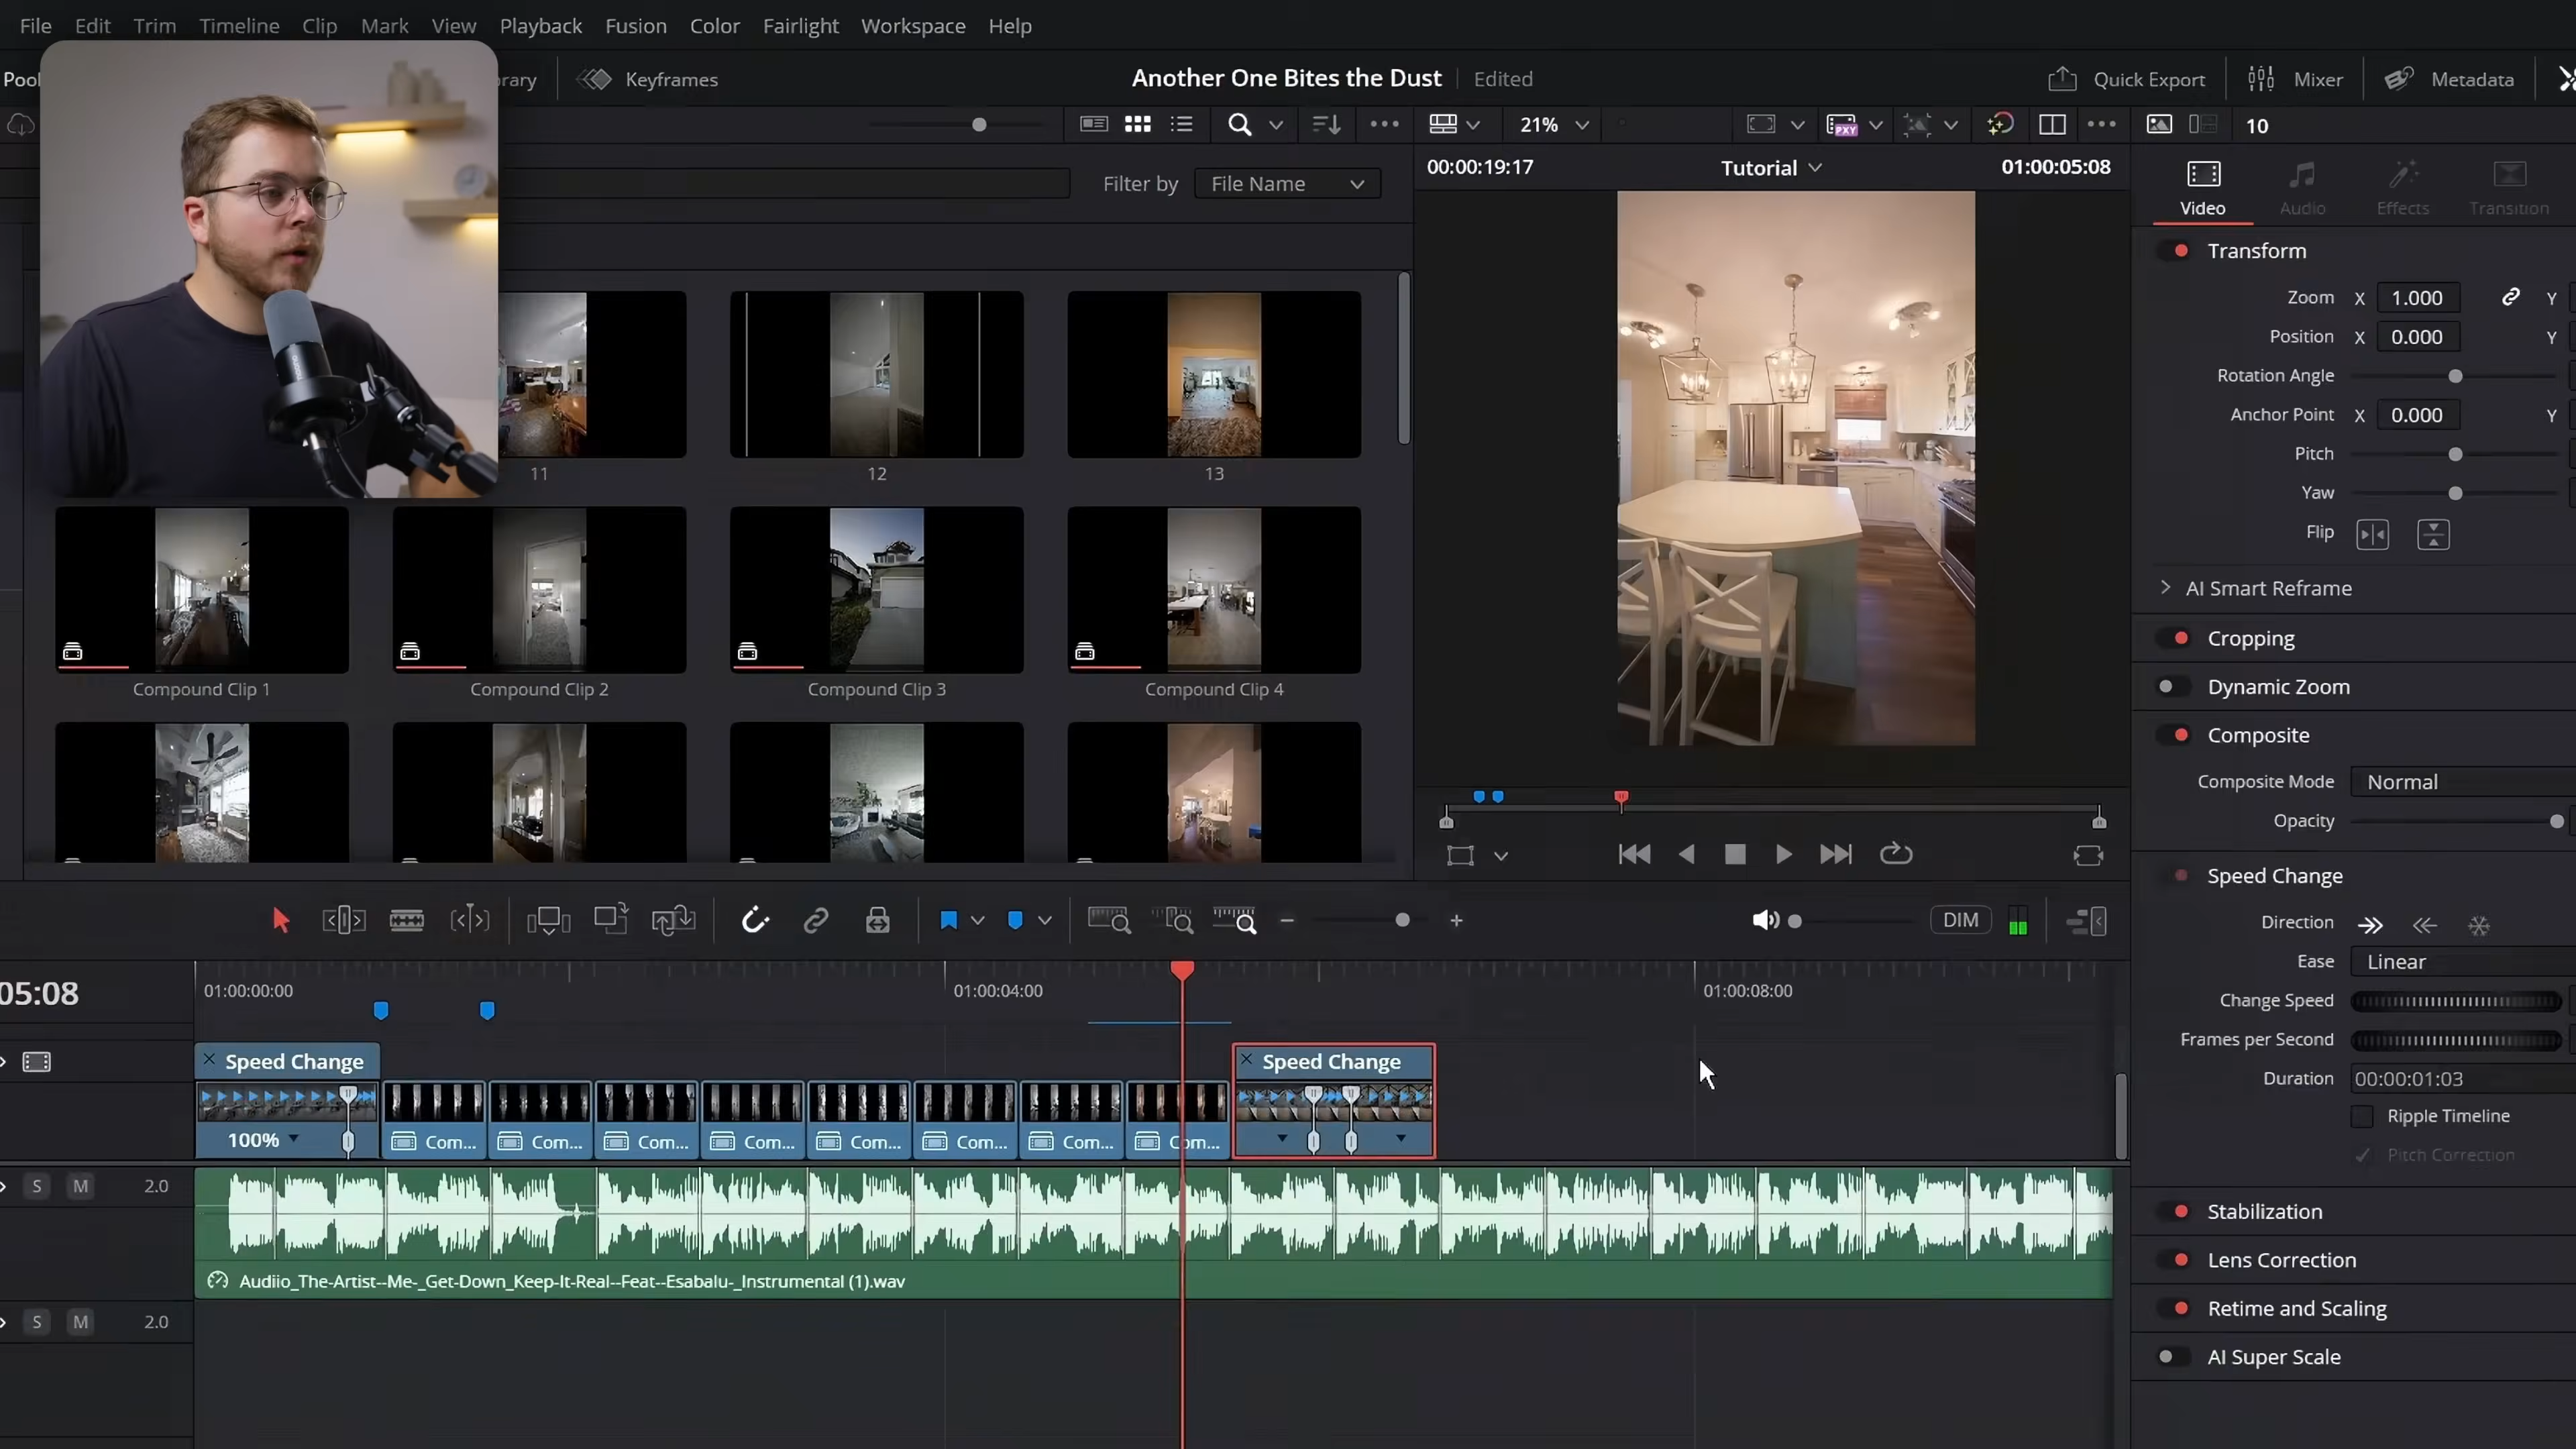 File Edit Trim Timeline Clip Mark View Playback Fusion Color Fairlight Workspace Help
Pool
rary
Keyframes
Another One Bites the Dust
Edited
Quick Export
Mixer
Metadata
21%
PXY
10
00:00:19:17
Tutorial
01:00:05:08
Filter by
File Name
Video
Audio
Effects
Transition
11
12
13
Compound Clip 1
Compound Clip 2
Compound Clip 3
Compound Clip 4
Transform
Zoom X 1.000 Y
Position X 0.000 Y
Rotation Angle
Anchor Point X 0.000 Y
Pitch
Yaw
Flip
AI Smart Reframe
Cropping
Dynamic Zoom
Composite
Composite Mode Normal
Opacity
Speed Change
Direction
Ease Linear
Change Speed
Frames per Second
Duration 00:00:01:03
Ripple Timeline
Pitch Correction
Stabilization
Lens Correction
Retime and Scaling
AI Super Scale
DIM
05:08
01:00:00:00
01:00:04:00
01:00:08:00
Speed Change
Speed Change
100%
Com...
Com...
Com...
Com...
Com...
Com...
Com...
Com...
S M 2.0
Audiio_The-Artist--Me-_Get-Down_Keep-It-Real--Feat--Esabalu-_Instrumental (1).wav
S M 2.0